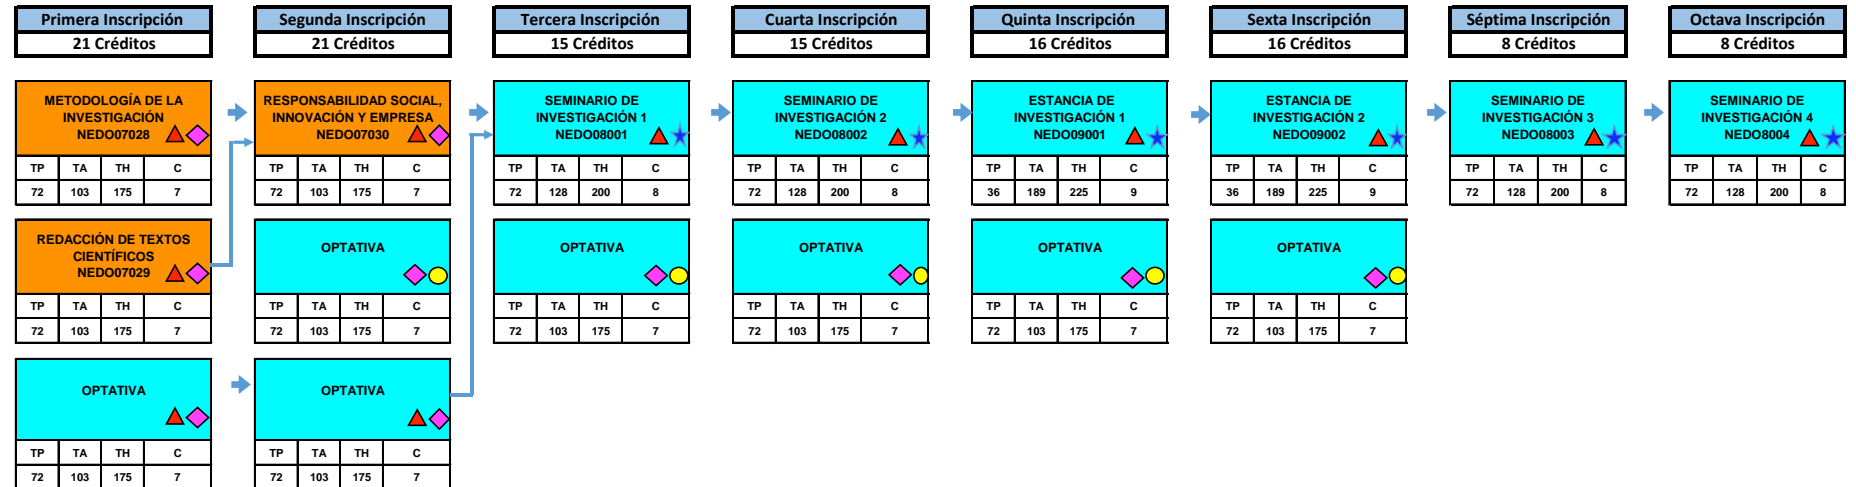 Primera Inscripción
21 Créditos
Segunda Inscripción
21 Créditos
Tercera Inscripción
15 Créditos
Cuarta Inscripción
15 Créditos
Quinta Inscripción
16 Créditos
Sexta Inscripción
16 Créditos
Séptima Inscripción
8 Créditos
Octava Inscripción
8 Créditos
METODOLOGÍA DE LA
INVESTIGACIÓN
NEDO07028
TP TA TH C
72 103 175 7
RESPONSABILIDAD SOCIAL,
INNOVACIÓN Y EMPRESA
NEDO07030
TP TA TH C
72 103 175 7
SEMINARIO DE
INVESTIGACIÓN 1
NEDO08001
TP TA TH C
72 128 200 8
SEMINARIO DE
INVESTIGACIÓN 2
NEDO08002
TP TA TH C
72 128 200 8
ESTANCIA DE
INVESTIGACIÓN 1
NEDO09001
TP TA TH C
36 189 225 9
ESTANCIA DE
INVESTIGACIÓN 2
NEDO09002
TP TA TH C
36 189 225 9
SEMINARIO DE
INVESTIGACIÓN 3
NEDO08003
TP TA TH C
72 128 200 8
SEMINARIO DE
INVESTIGACIÓN 4
NEDO8004
TP TA TH C
72 128 200 8
REDACCIÓN DE TEXTOS
CIENTÍFICOS
NEDO07029
TP TA TH C
72 103 175 7
OPTATIVA
TP TA TH C
72 103 175 7
OPTATIVA
TP TA TH C
72 103 175 7
OPTATIVA
TP TA TH C
72 103 175 7
OPTATIVA
TP TA TH C
72 103 175 7
OPTATIVA
TP TA TH C
72 103 175 7
OPTATIVA
TP TA TH C
72 103 175 7
OPTATIVA
TP TA TH C
72 103 175 7